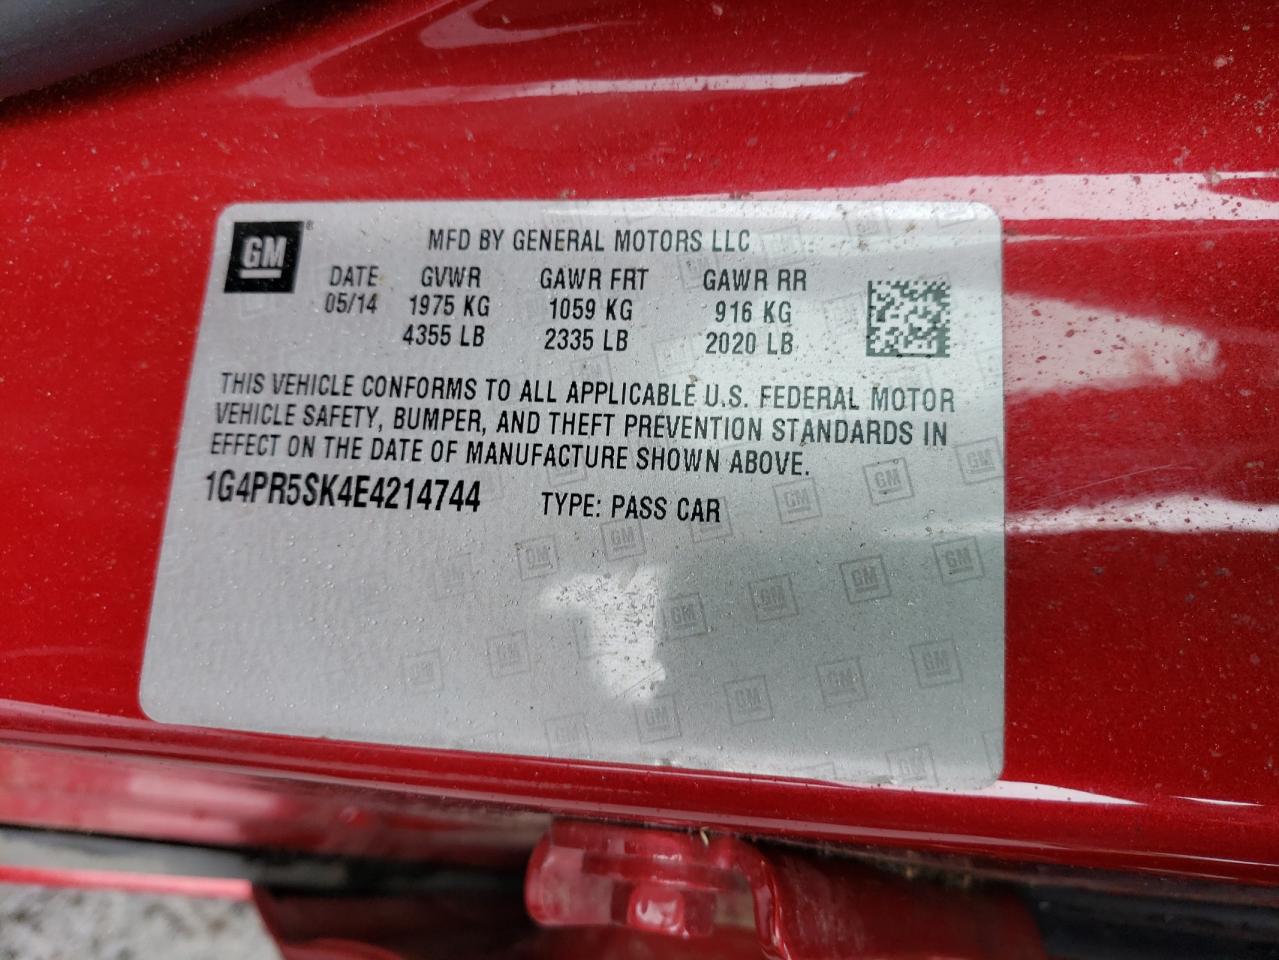 GM®
MFD BY GENERAL MOTORS LLC
DATE GVWR GAWR FRT GAWR RR
05/14 1975 KG 1059 KG 916 KG
4355 LB 2335 LB 2020 LB
THIS VEHICLE CONFORMS TO ALL APPLICABLE U.S. FEDERAL MOTOR
VEHICLE SAFETY, BUMPER, AND THEFT PREVENTION STANDARDS IN
EFFECT ON THE DATE OF MANUFACTURE SHOWN ABOVE.
1G4PR5SK4E4214744 TYPE: PASS CAR